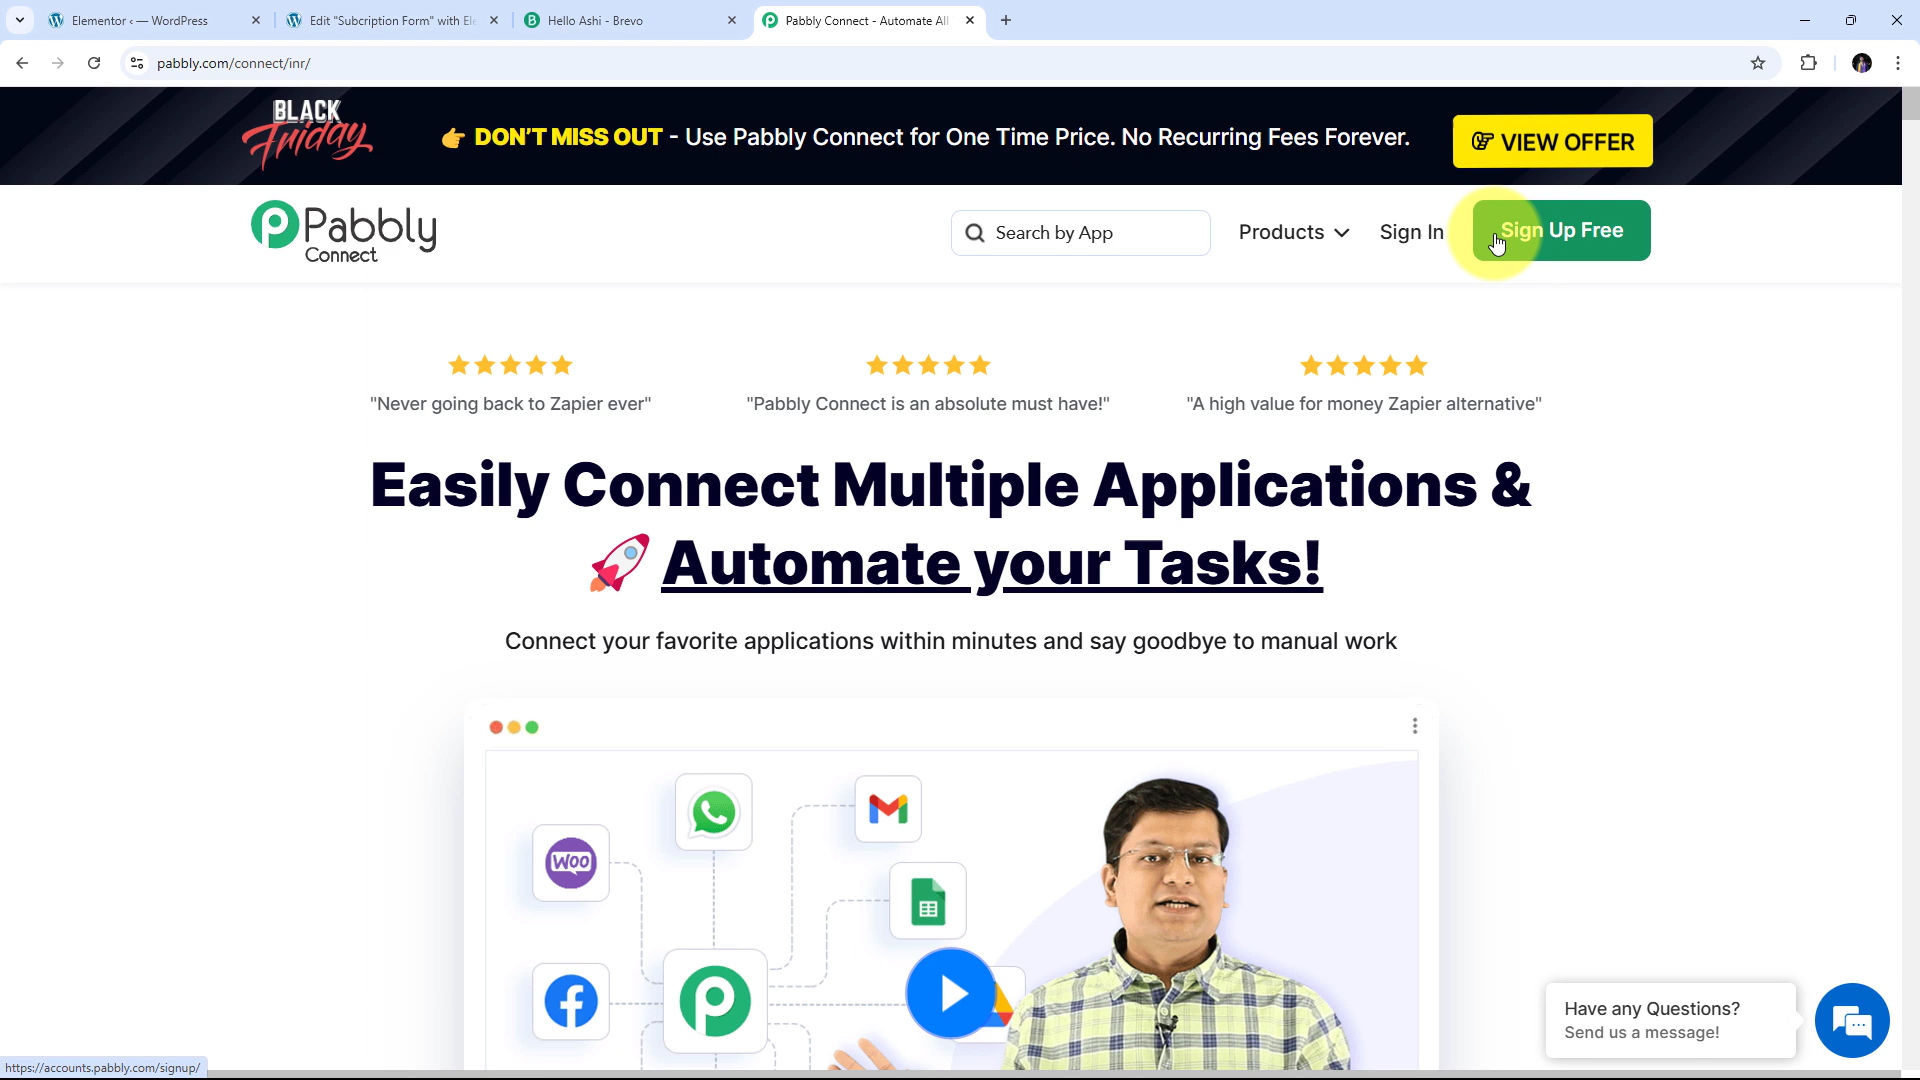 Elementor ‹ — WordPress
Edit "Subcription Form" with Ele
Hello Ashi - Brevo
Pabbly Connect - Automate All
pabbly.com/connect/inr/
BLACK
Friday
DON'T MISS OUT - Use Pabbly Connect for One Time Price. No Recurring Fees Forever.
VIEW OFFER
Pabbly
Connect
Search by App
Products
Sign In
Sign Up Free
"Never going back to Zapier ever"
"Pabbly Connect is an absolute must have!"
"A high value for money Zapier alternative"
Easily Connect Multiple Applications &
Automate your Tasks!
Connect your favorite applications within minutes and say goodbye to manual work
WOO
Have any Questions?
Send us a message!
https://accounts.pabbly.com/signup/